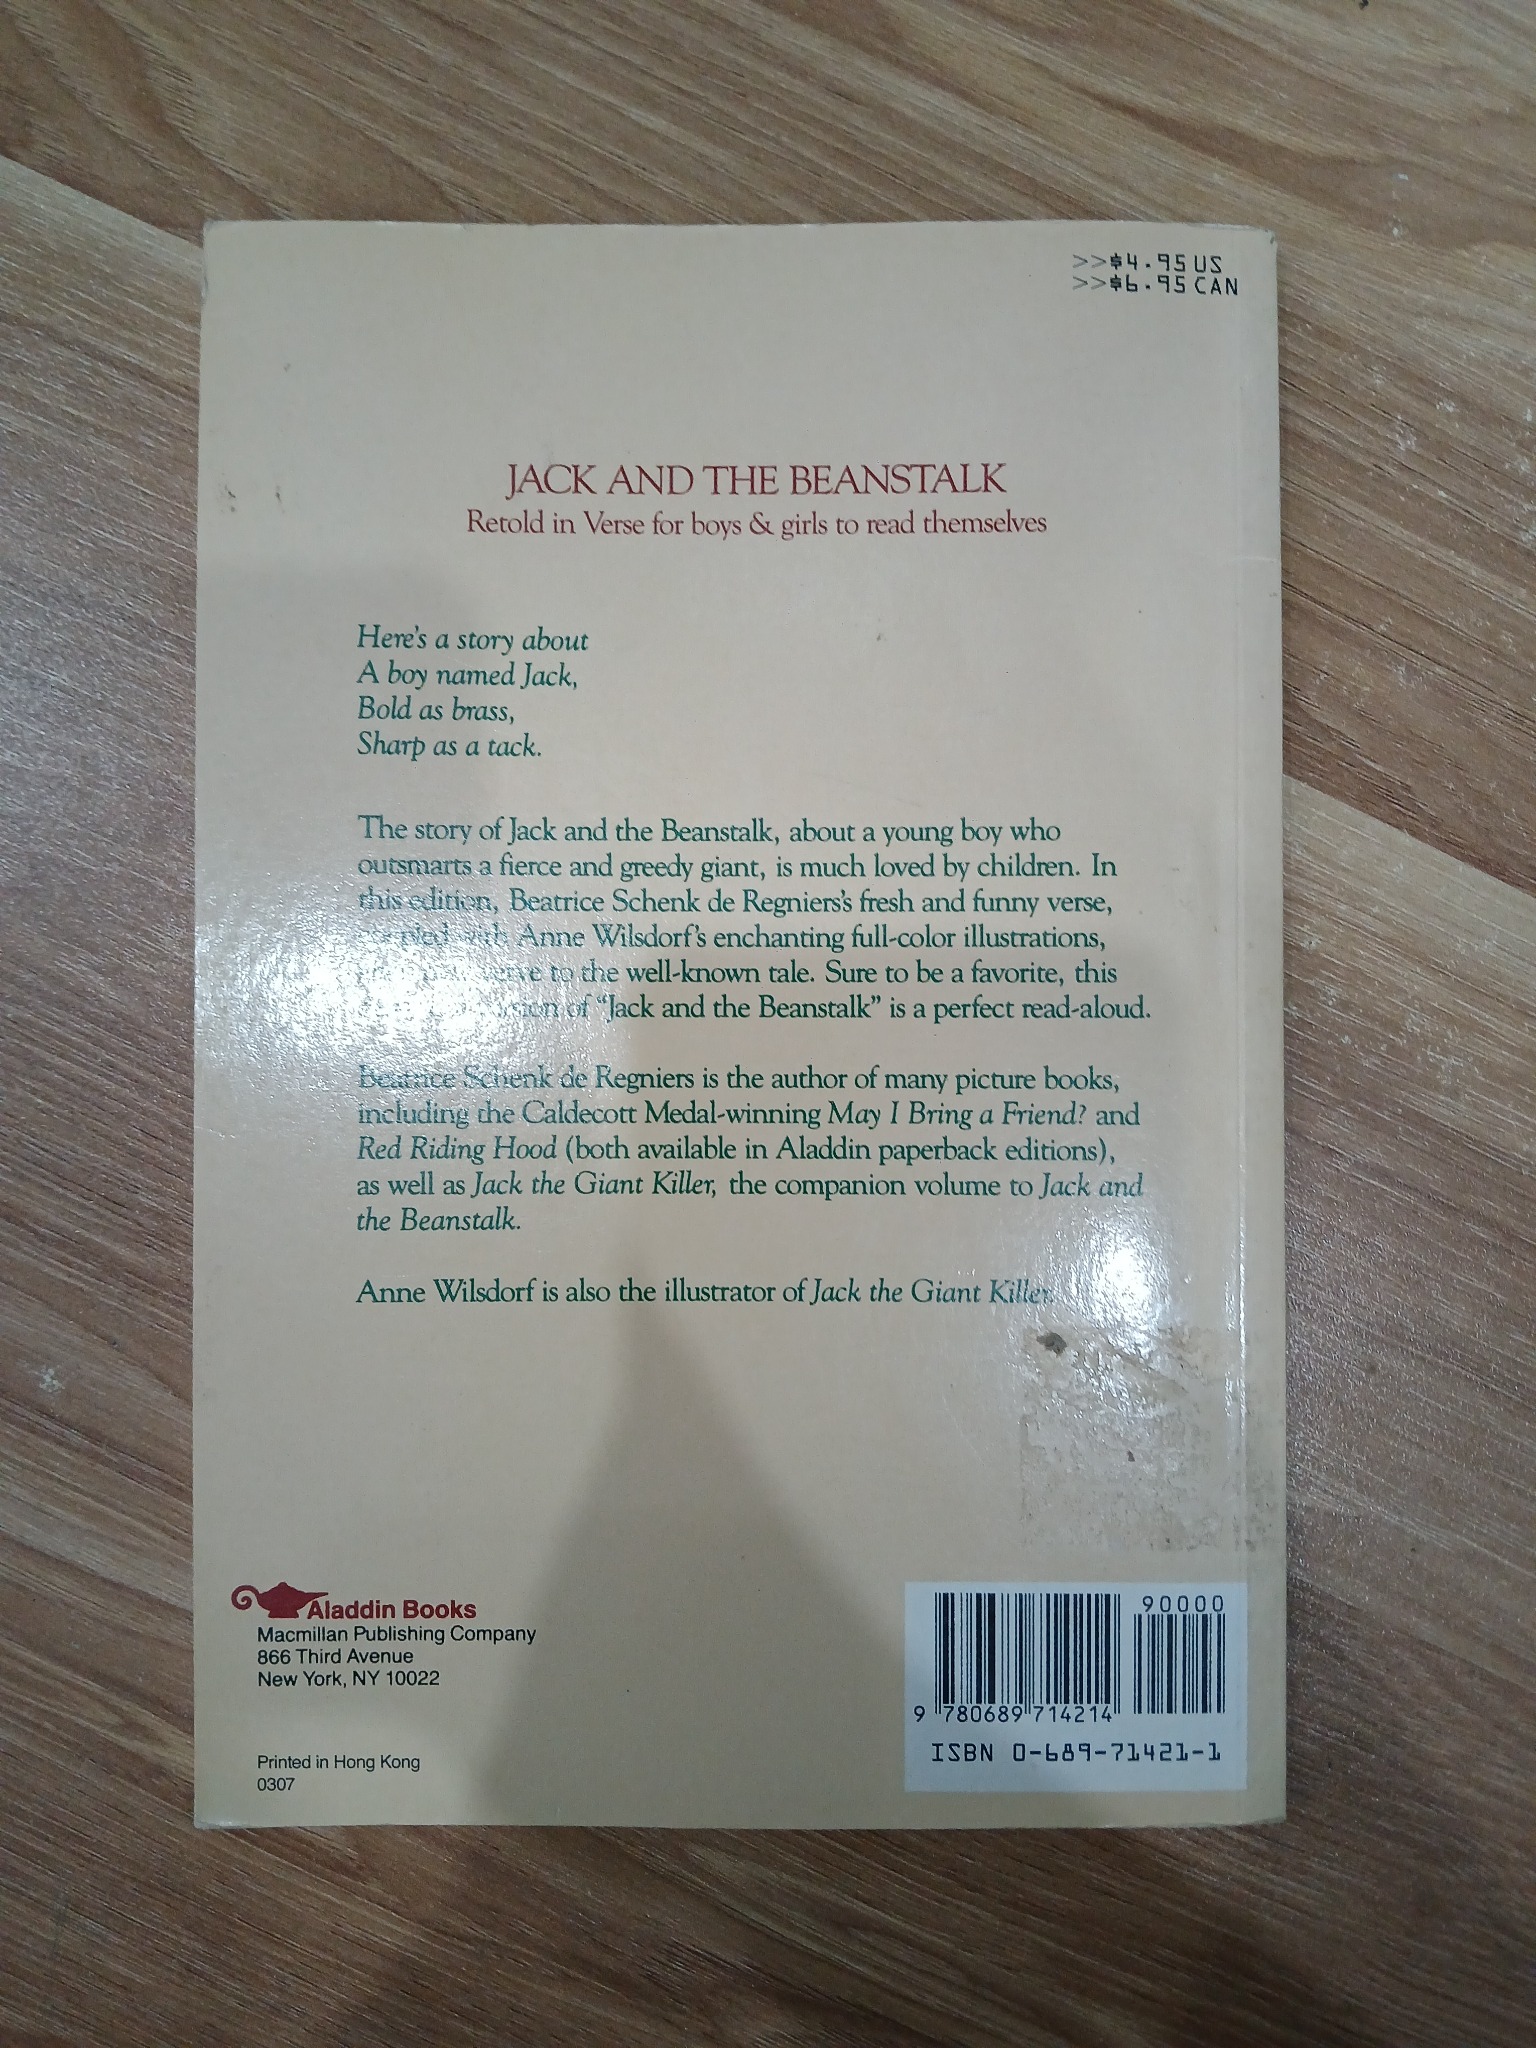 >>$4.95 US
>>$6.95 CAN
JACK AND THE BEANSTALK
Retold in Verse for boys & girls to read themselves
Here's a story about
A boy named Jack,
Bold as brass,
Sharp as a tack.
The story of Jack and the Beanstalk, about a young boy who
outsmarts a fierce and greedy giant, is much loved by children. In
this edition, Beatrice Schenk de Regniers's fresh and funny verse,
with Anne Wilsdorf's enchanting full-color illustrations,
verve to the well-known tale. Sure to be a favorite, this
version of "Jack and the Beanstalk" is a perfect read-aloud.
Beatrice Schenk de Regniers is the author of many picture books,
including the Caldecott Medal-winning May I Bring a Friend? and
Red Riding Hood (both available in Aladdin paperback editions),
as well as Jack the Giant Killer, the companion volume to Jack and
the Beanstalk.
Anne Wilsdorf is also the illustrator of Jack the Giant Killer.
Aladdin Books
Macmillan Publishing Company
866 Third Avenue
New York, NY 10022
Printed in Hong Kong
0307
90000
9 780689 714214
ISBN 0-689-71421-1